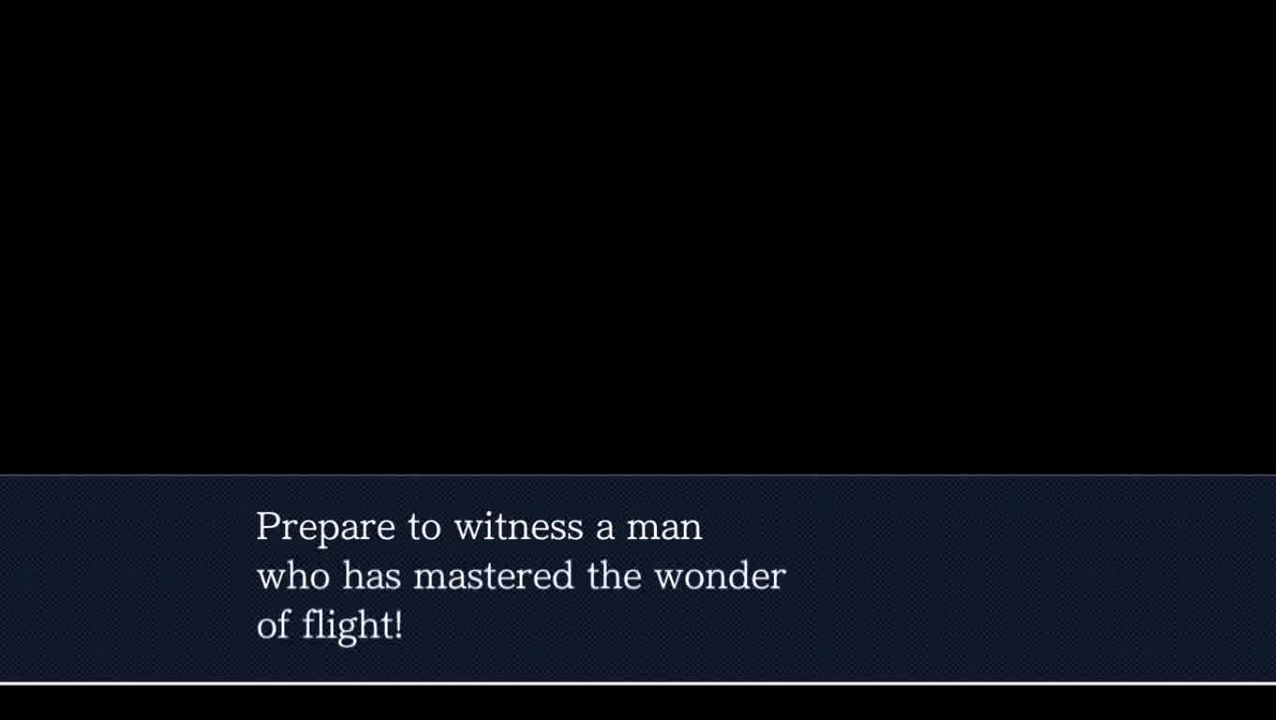 Prepare to witness a man
who has mastered the wonder
of flight!